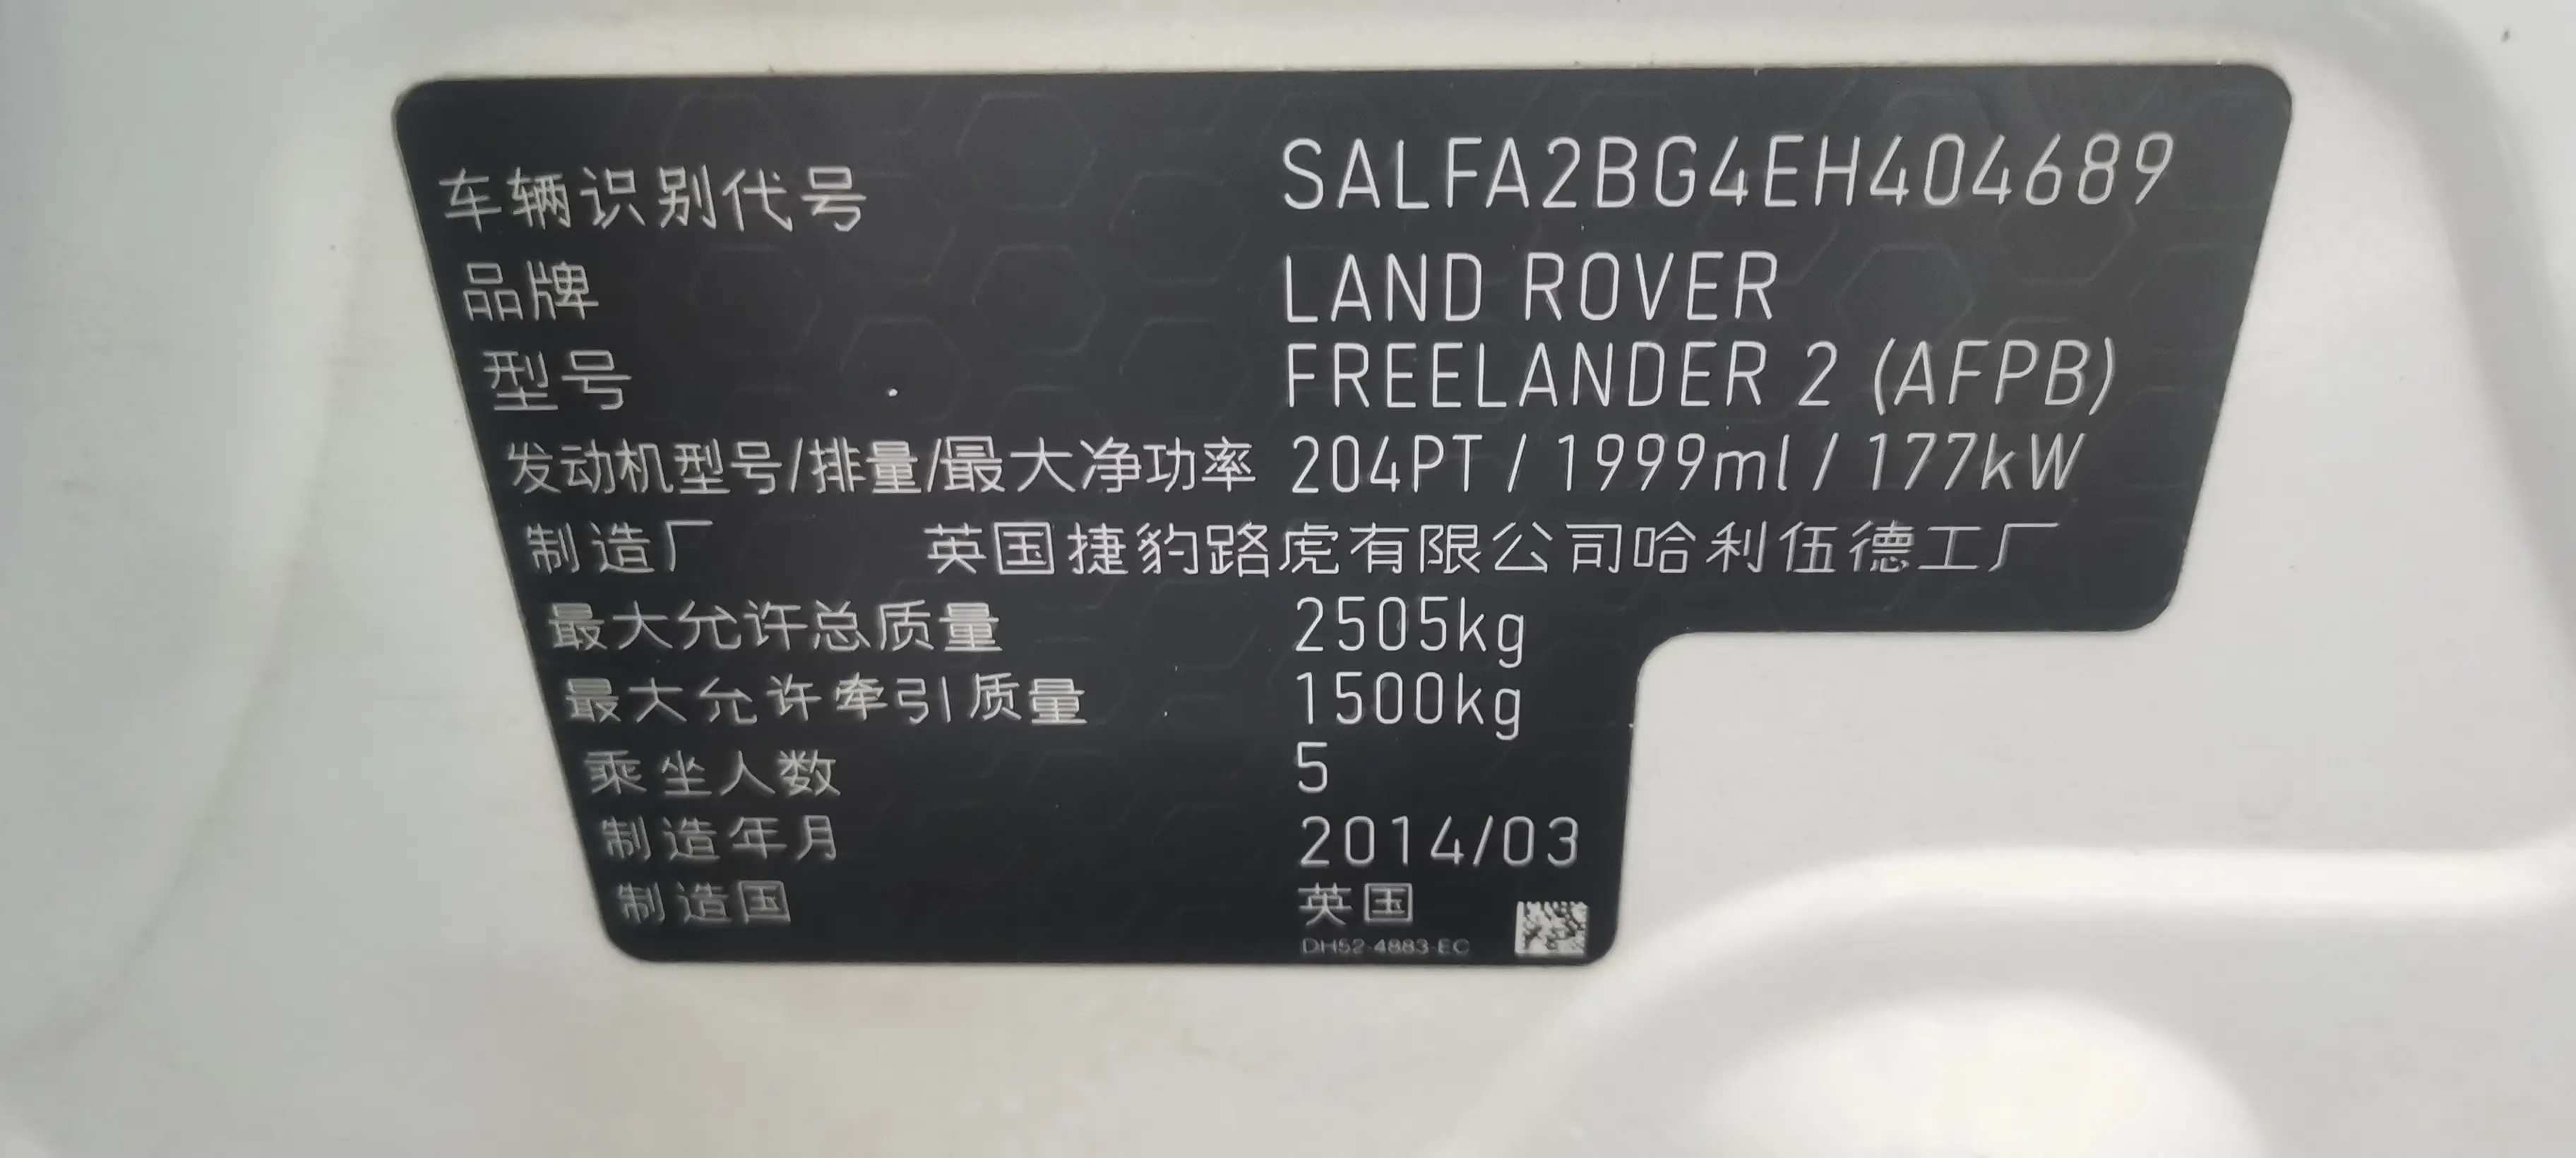 车辆识别代号 SALFA2BG4EH404689
品牌 LAND ROVER
型号 FREELANDER 2 (AFPB)
发动机型号/排量/最大净功率 204PT / 1999ml / 177kW
制造厂 英国捷豹路虎有限公司哈利伍德工厂
最大允许总质量 2505kg
最大允许牵引质量 1500kg
乘坐人数 5
制造年月 2014/03
制造国 英国
DH52-4883-EC